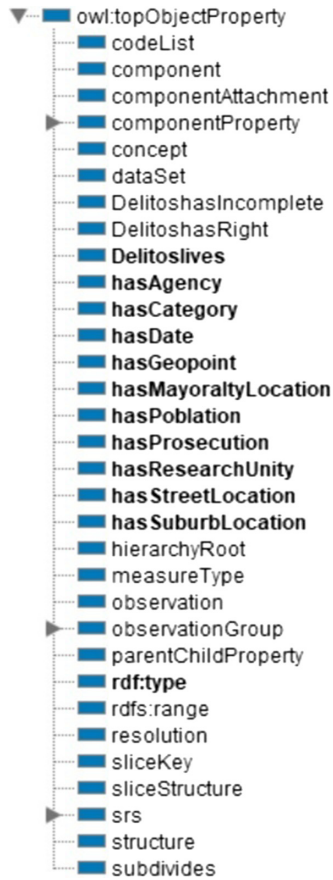 owl:topObjectProperty
codeList
component
componentAttachment
componentProperty
concept
dataSet
DelitoshasIncomplete
DelitoshasRight
Delitoslives
hasAgency
hasCategory
hasDate
hasGeopoint
hasMayoraltyLocation
hasPoblation
hasProsecution
hasResearchUnity
hasStreetLocation
hasSuburbLocation
hierarchyRoot
measureType
observation
observationGroup
parentChildProperty
rdf:type
rdfs:range
resolution
sliceKey
sliceStructure
srs
structure
subdivides